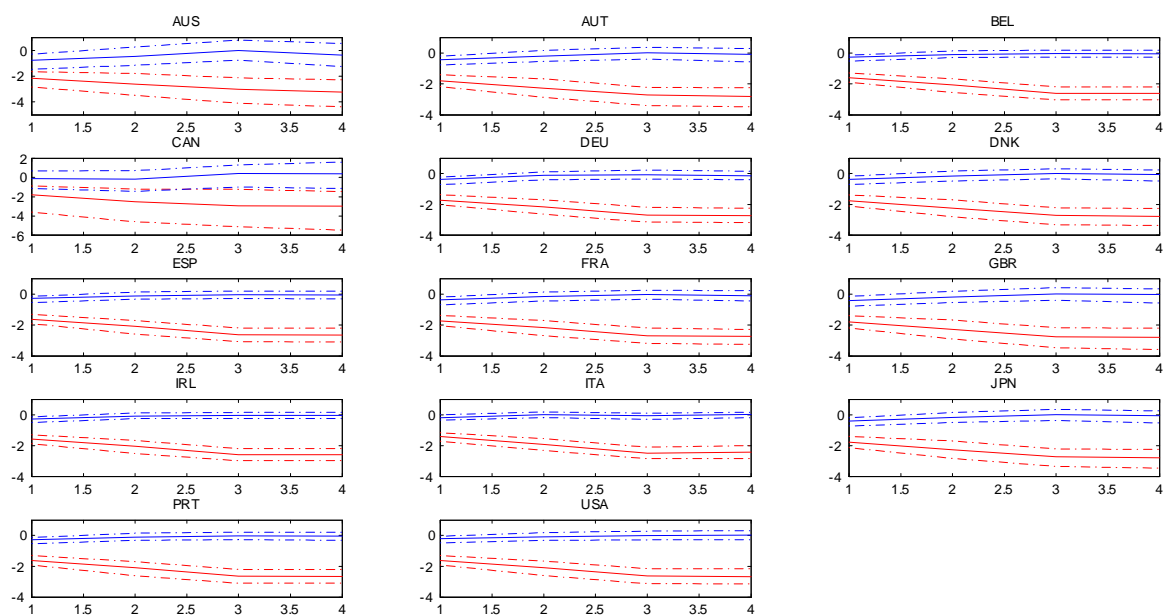 AUS AUT BEL
0 0 0
-2 -2 -2
-4 -4 -4
1 1.5 2 2.5 3 3.5 4 1 1.5 2 2.5 3 3.5 4 1 1.5 2 2.5 3 3.5 4
CAN DEU DNK
2
0 0 0
-2 -2 -2
-4
-6 -4 -4
1 1.5 2 2.5 3 3.5 4 1 1.5 2 2.5 3 3.5 4 1 1.5 2 2.5 3 3.5 4
ESP FRA GBR
0 0 0
-2 -2 -2
-4 -4 -4
1 1.5 2 2.5 3 3.5 4 1 1.5 2 2.5 3 3.5 4 1 1.5 2 2.5 3 3.5 4
IRL ITA JPN
0 0 0
-2 -2 -2
-4 -4 -4
1 1.5 2 2.5 3 3.5 4 1 1.5 2 2.5 3 3.5 4 1 1.5 2 2.5 3 3.5 4
PRT USA
0 0
-2 -2
-4 -4
1 1.5 2 2.5 3 3.5 4 1 1.5 2 2.5 3 3.5 4